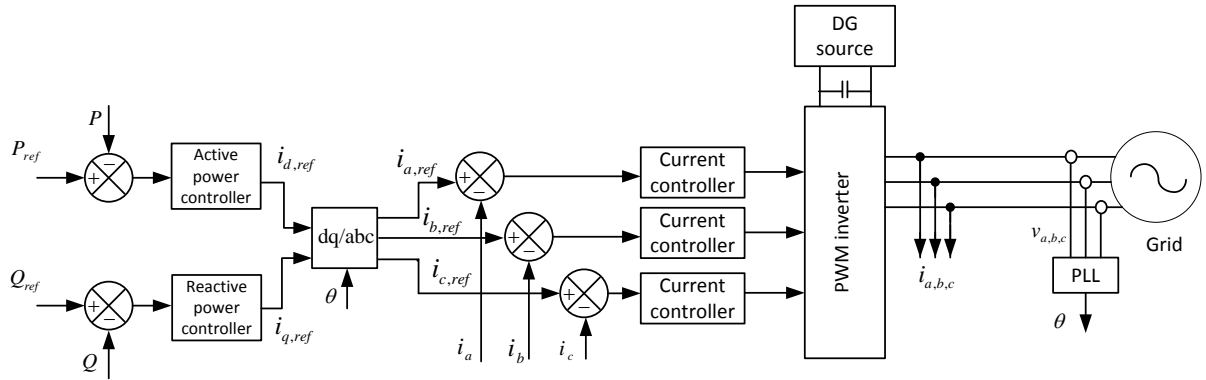 DG
source
P
P_ref
+
−
Active
power
controller
i_d,ref
i_a,ref
+
−
Current
controller
i_b,ref
+
−
Current
controller
dq/abc
θ
i_c,ref
+
−
Current
controller
Q_ref
+
−
Q
Reactive
power
controller
i_q,ref
i_a
i_b
i_c
PWM inverter
i_a,b,c
v_a,b,c
PLL
θ
Grid